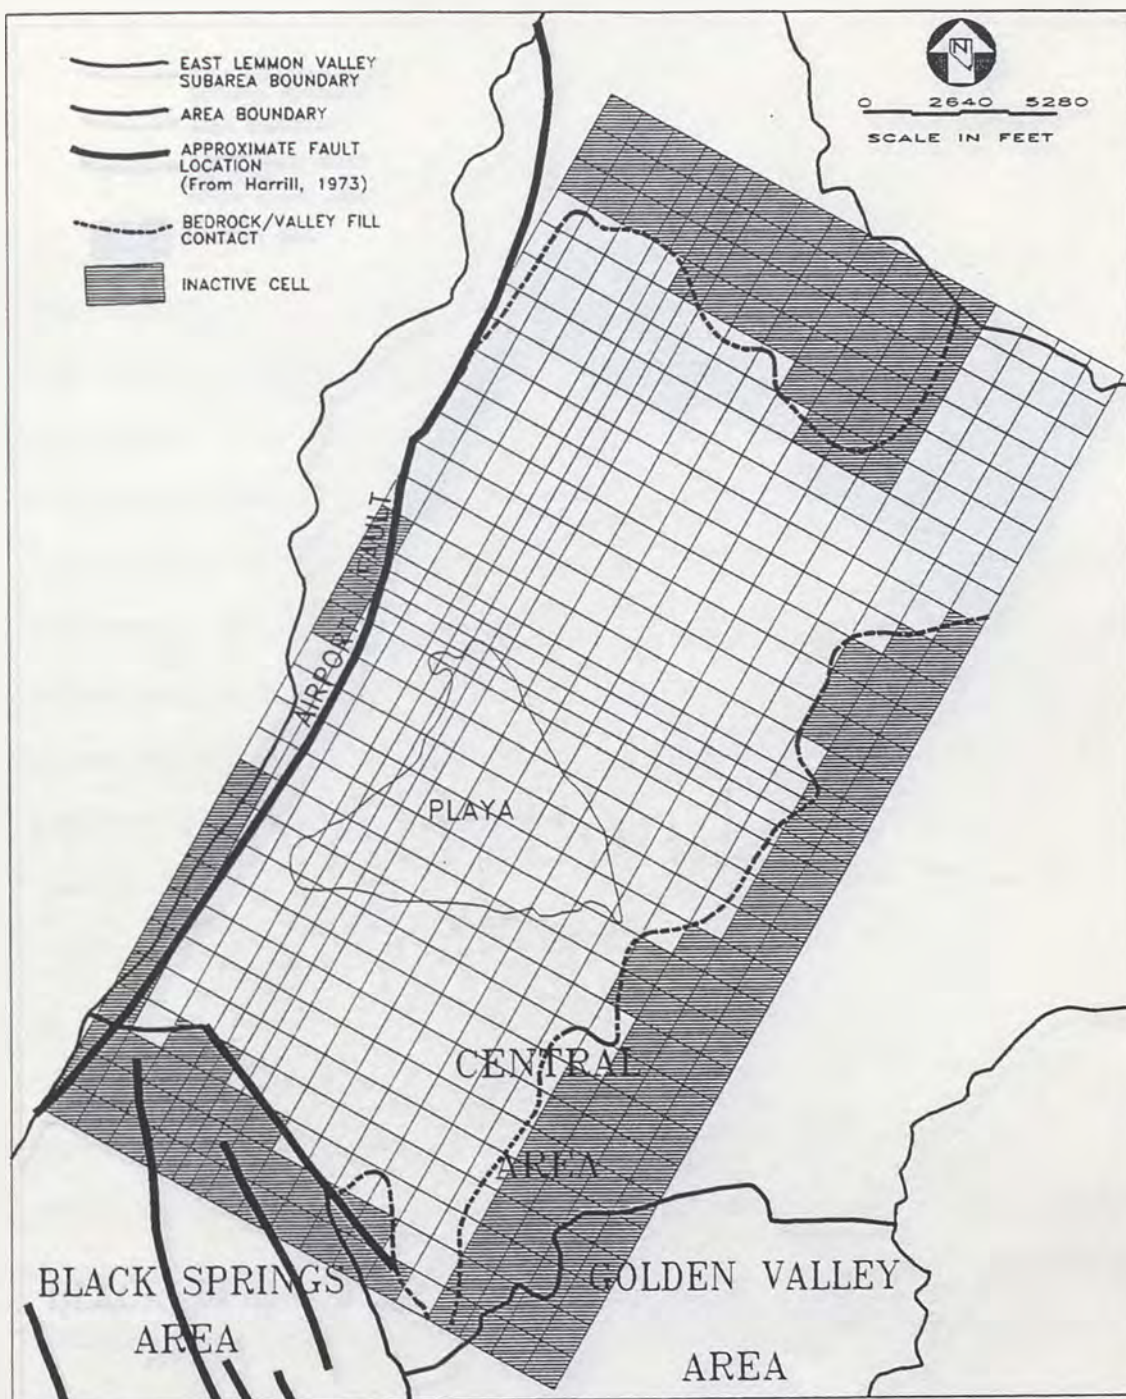 EAST LEMMON VALLEY
SUBAREA BOUNDARY
AREA BOUNDARY
APPROXIMATE FAULT
LOCATION
(From Harrill, 1973)
BEDROCK/VALLEY FILL
CONTACT
INACTIVE CELL
N
0 2640 5280
SCALE IN FEET
AIRPORT FAULT
PLAYA
CENTRAL
AREA
BLACK SPRINGS
AREA
GOLDEN VALLEY
AREA